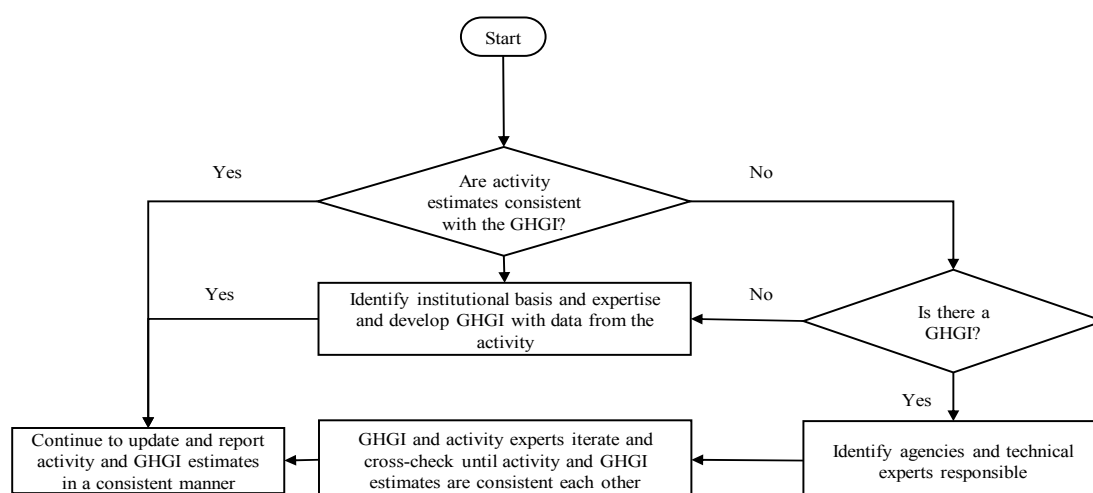 Start
Yes
No
Are activity
estimates consistent
with the GHGI?
Yes
Identify institutional basis and expertise
and develop GHGI with data from the
activity
No
Is there a
GHGI?
Yes
Continue to update and report
activity and GHGI estimates
in a consistent manner
GHGI and activity experts iterate and
cross-check until activity and GHGI
estimates are consistent each other
Identify agencies and technical
experts responsible